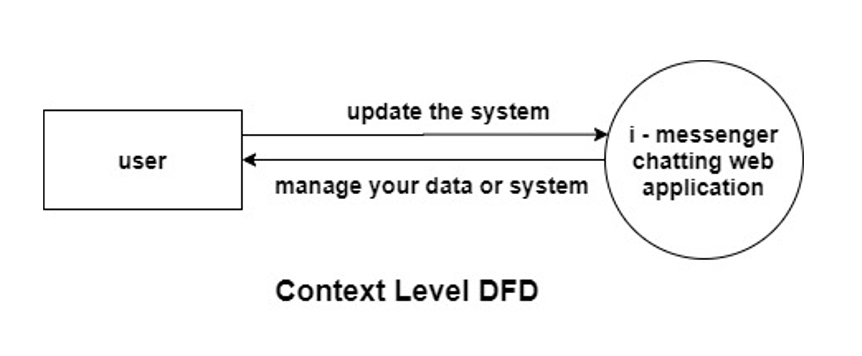 update the system
user
i - messenger
chatting web
application
manage your data or system
Context Level DFD